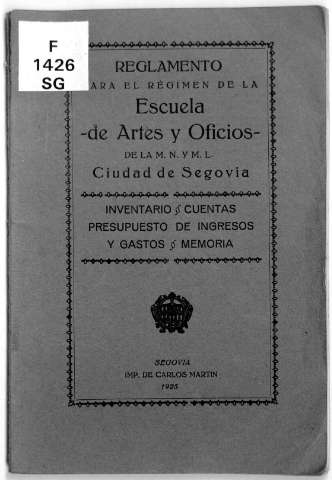 F
1426
SG
REGLAMENTO
PARA EL RÉGIMEN DE LA
Escuela
-de Artes y Oficios-
DE LA M. N. Y M. L.
Ciudad de Segovia
INVENTARIO y CUENTAS
PRESUPUESTO DE INGRESOS
Y GASTOS y MEMORIA
SEGOVIA
IMP. DE CARLOS MARTIN
1925